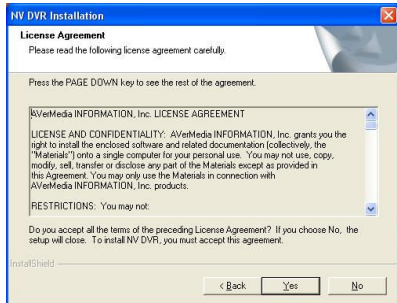 NV DVR Installation
License Agreement
Please read the following license agreement carefully.
Press the PAGE DOWN key to see the rest of the agreement.
AVerMedia INFORMATION, Inc. LICENSE AGREEMENT
LICENSE AND CONFIDENTIALITY: AVerMedia INFORMATION, Inc. grants you the
right to install the enclosed software and related documentation (collectively, the
"Materials") onto a single computer for your personal use. You may not use, copy,
modify, sell, transfer or disclose any part of the Materials except as provided in
this Agreement. You may only use the Materials in connection with
AVerMedia INFORMATION, Inc. products.
RESTRICTIONS: You may not:
Do you accept all the terms of the preceding License Agreement? If you choose No, the
setup will close. To install NV DVR, you must accept this agreement.
InstallShield
< Back Yes No